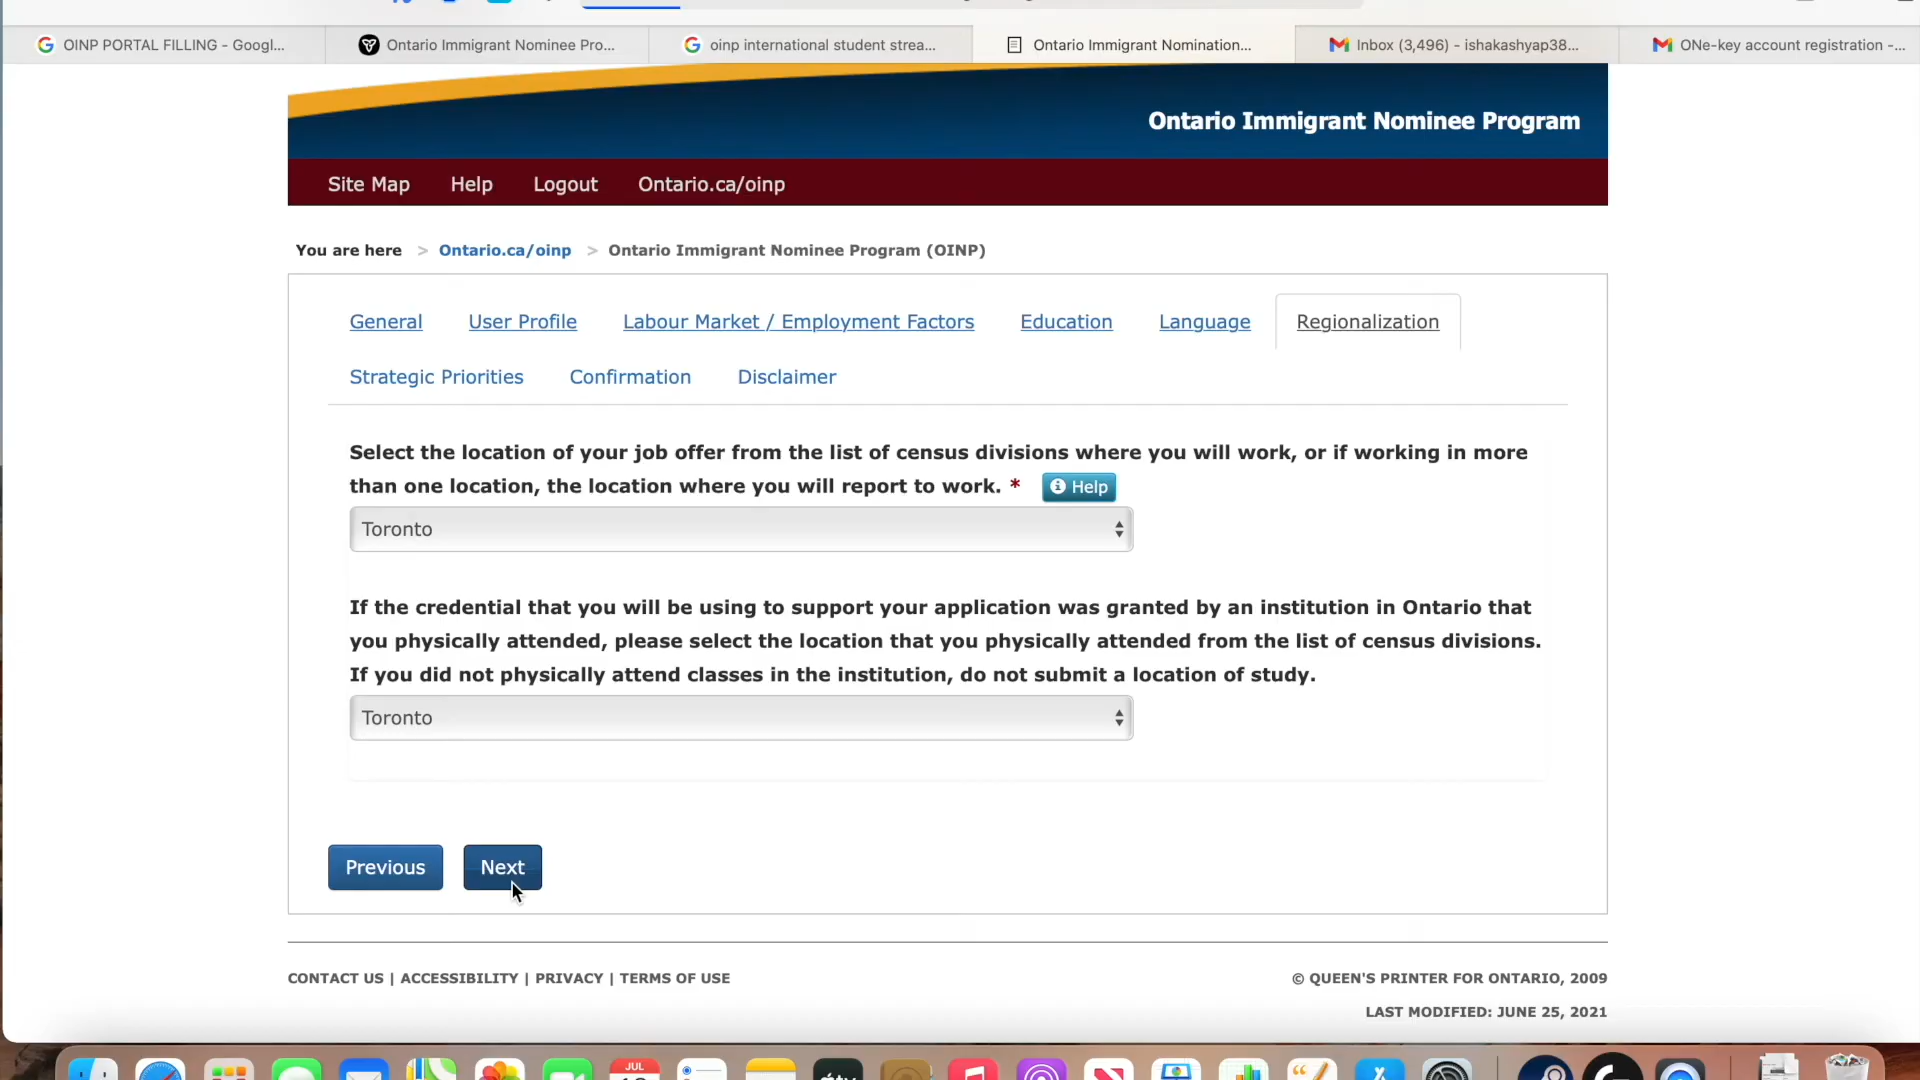 OINP PORTAL FILLING - Googl...
Ontario Immigrant Nominee Pro...
oinp international student strea...
Ontario Immigrant Nomination...
Inbox (3,496) - ishakashyap38...
ONe-key account registration -...
Ontario Immigrant Nominee Program
Site Map Help Logout Ontario.ca/oinp
You are here > Ontario.ca/oinp > Ontario Immigrant Nominee Program (OINP)
General User Profile Labour Market / Employment Factors Education Language Regionalization
Strategic Priorities Confirmation Disclaimer
Select the location of your job offer from the list of census divisions where you will work, or if working in more
than one location, the location where you will report to work. * Help
Toronto
If the credential that you will be using to support your application was granted by an institution in Ontario that
you physically attended, please select the location that you physically attended from the list of census divisions.
If you did not physically attend classes in the institution, do not submit a location of study.
Toronto
Previous Next
CONTACT US | ACCESSIBILITY | PRIVACY | TERMS OF USE
© QUEEN'S PRINTER FOR ONTARIO, 2009
LAST MODIFIED: JUNE 25, 2021
JUL